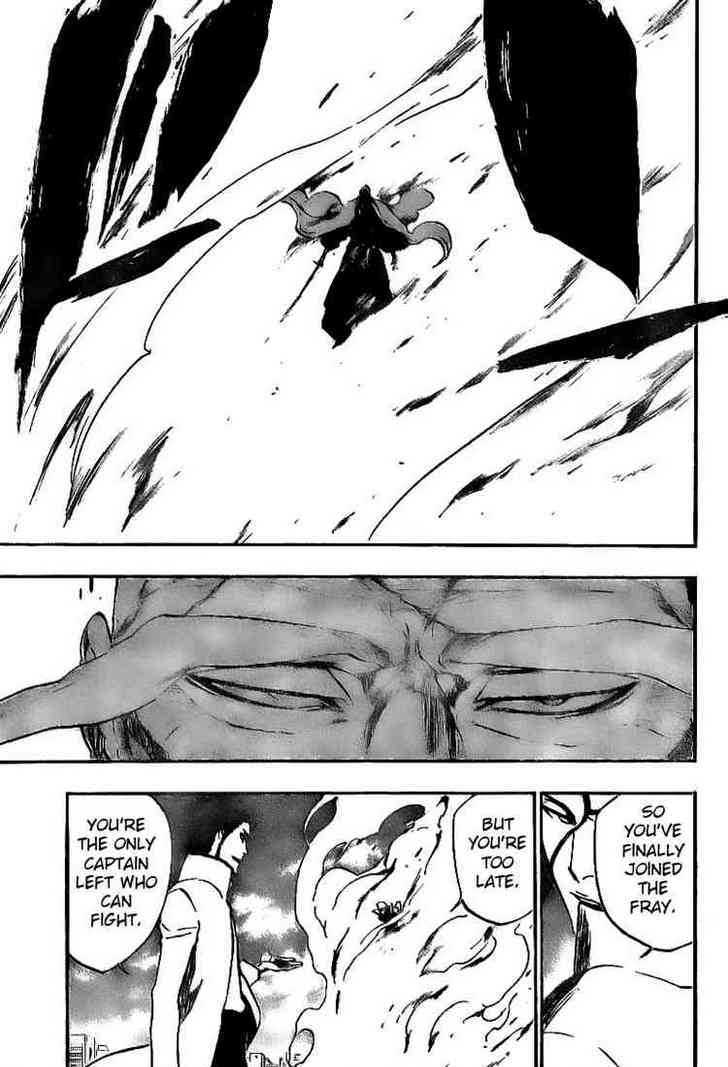 SO
YOU'VE
FINALLY
JOINED
THE
FRAY.
BUT
YOU'RE
TOO
LATE.
YOU'RE
THE ONLY
CAPTAIN
LEFT WHO
CAN
FIGHT.